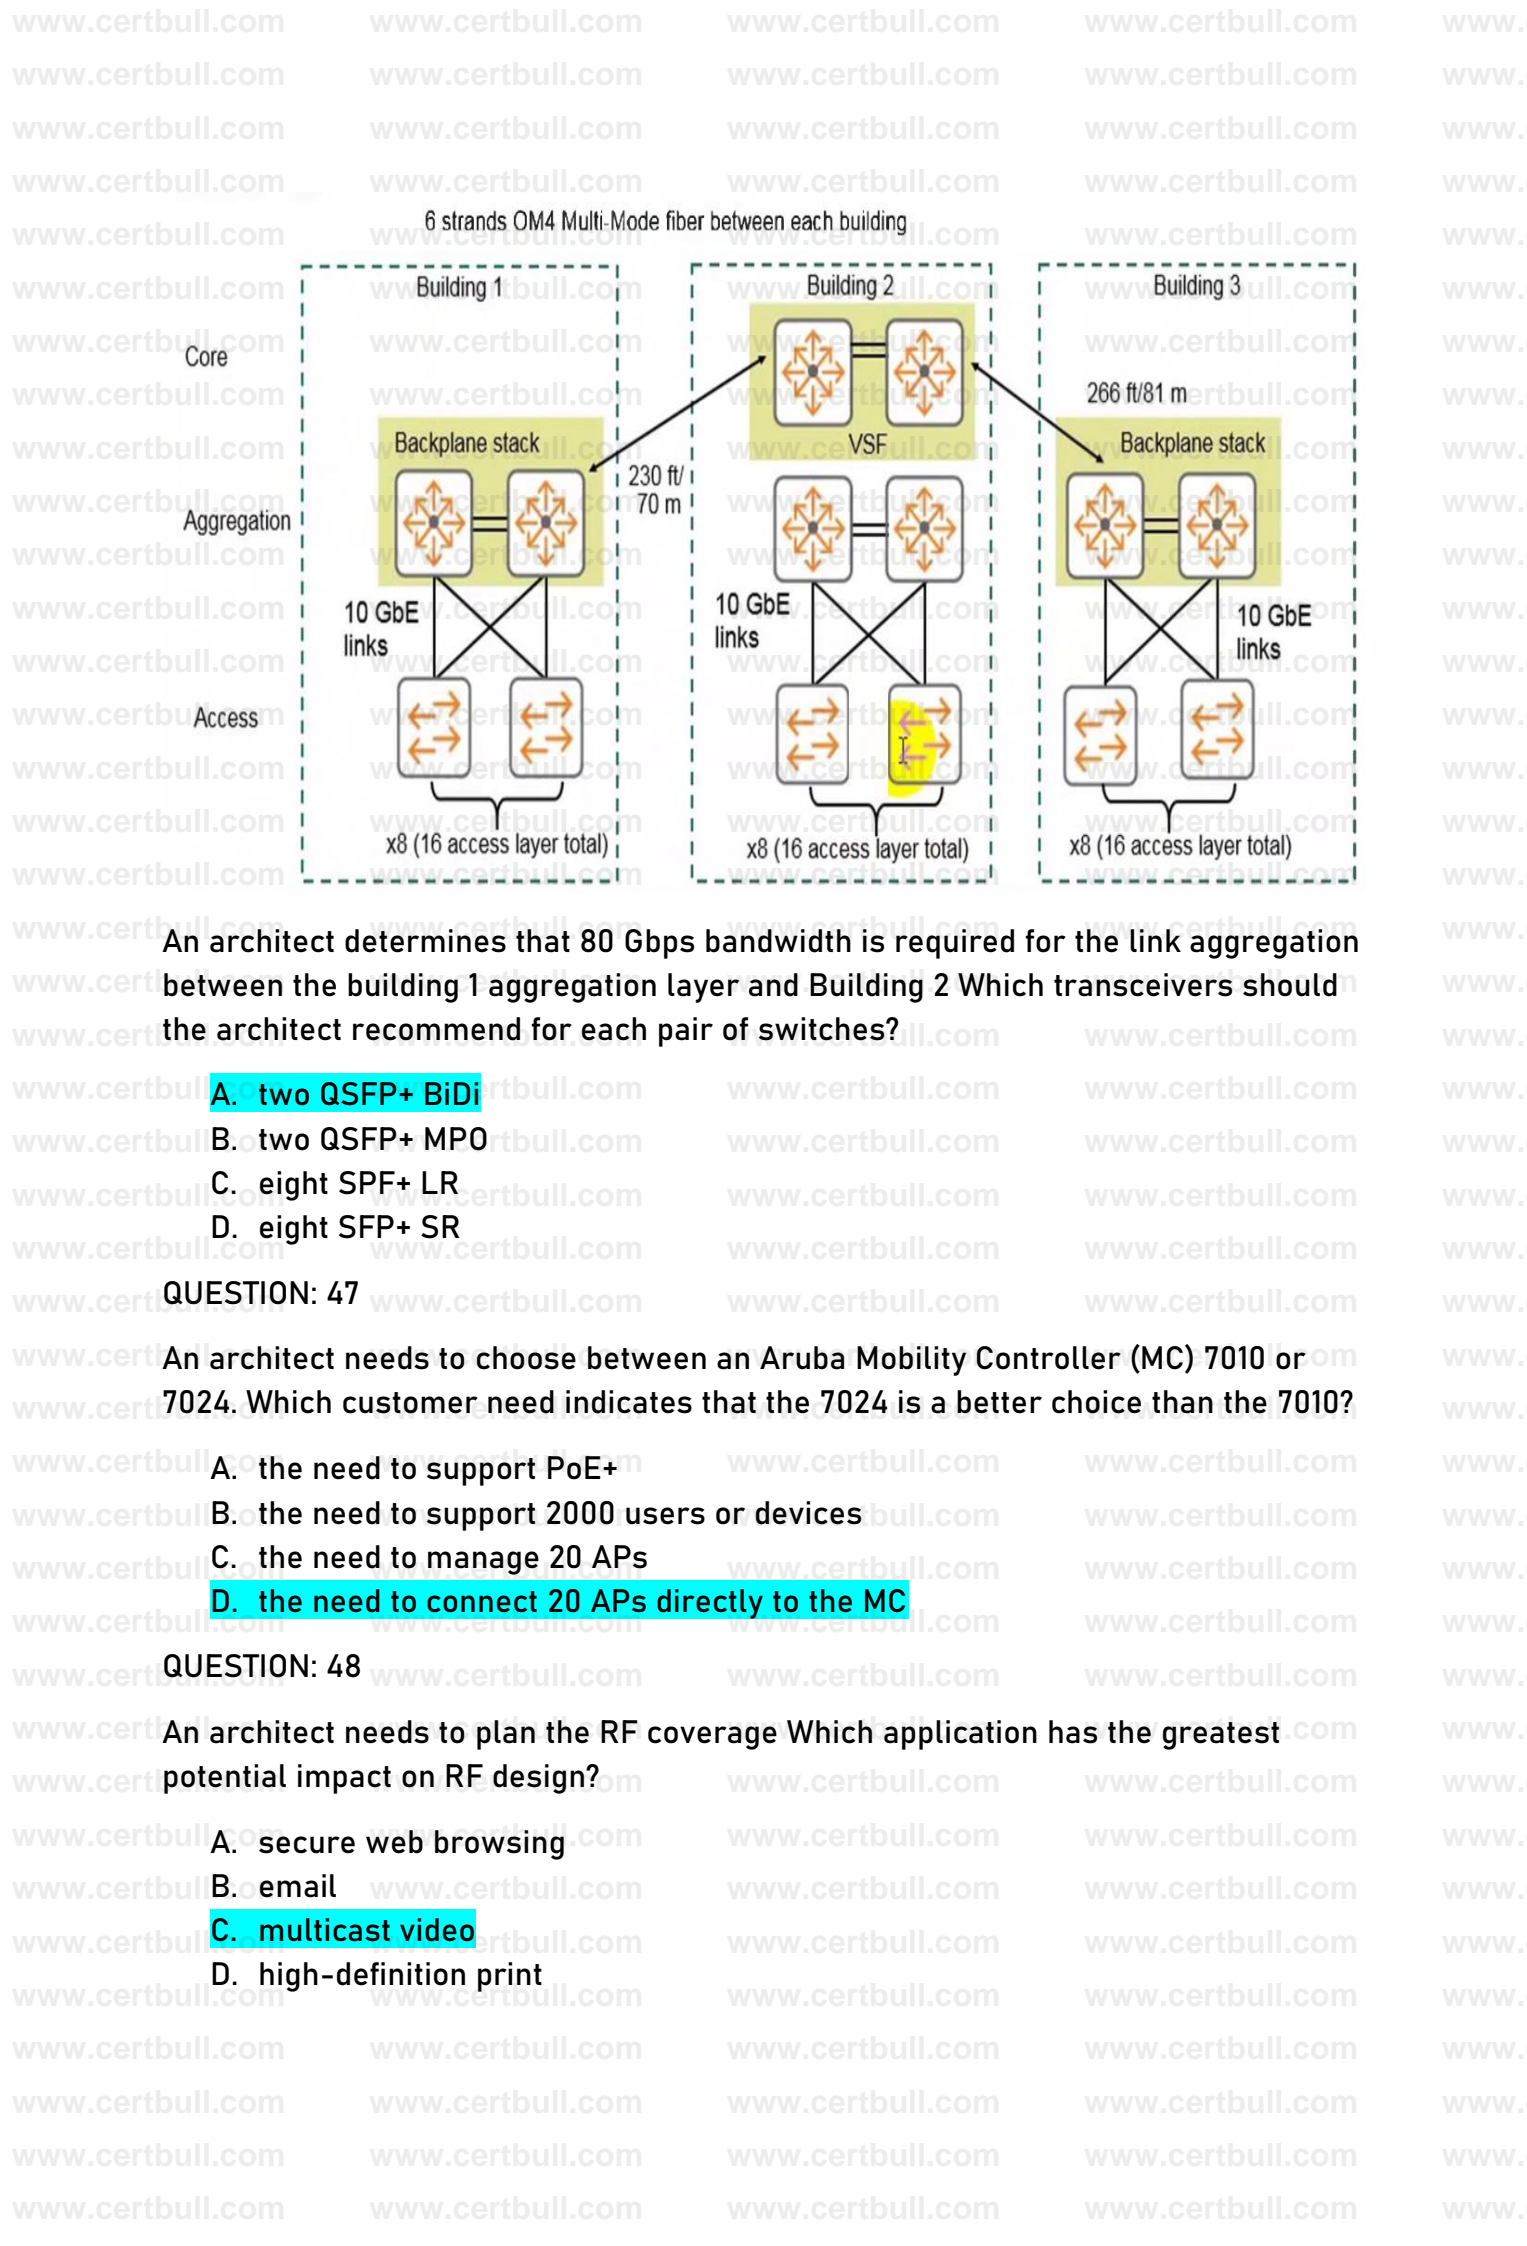 6 strands OM4 Multi-Mode fiber between each building
Building 1
Building 2
Building 3
Core
266 ft/81 m
Backplane stack
VSF
Backplane stack
230 ft/
70 m
Aggregation
10 GbE
links
10 GbE
links
10 GbE
links
Access
x8 (16 access layer total)
x8 (16 access layer total)
x8 (16 access layer total)
An architect determines that 80 Gbps bandwidth is required for the link aggregation
between the building 1 aggregation layer and Building 2 Which transceivers should
the architect recommend for each pair of switches?
A. two QSFP+ BiDi
B. two QSFP+ MPO
C. eight SPF+ LR
D. eight SFP+ SR
QUESTION: 47
An architect needs to choose between an Aruba Mobility Controller (MC) 7010 or
7024. Which customer need indicates that the 7024 is a better choice than the 7010?
A. the need to support PoE+
B. the need to support 2000 users or devices
C. the need to manage 20 APs
D. the need to connect 20 APs directly to the MC
QUESTION: 48
An architect needs to plan the RF coverage Which application has the greatest
potential impact on RF design?
A. secure web browsing
B. email
C. multicast video
D. high-definition print
www.certbull.com